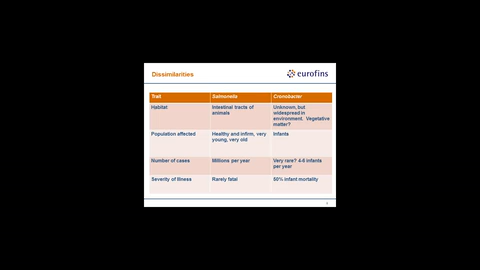 Dissimilarities
eurofins
Trait Salmonella Cronobacter
Habitat Intestinal tracts of animals Unknown, but widespread in environment. Vegetative matter?
Population affected Healthy and infirm, very young, very old Infants
Number of cases Millions per year Very rare? 4-6 infants per year
Severity of Illness Rarely fatal 50% infant mortality